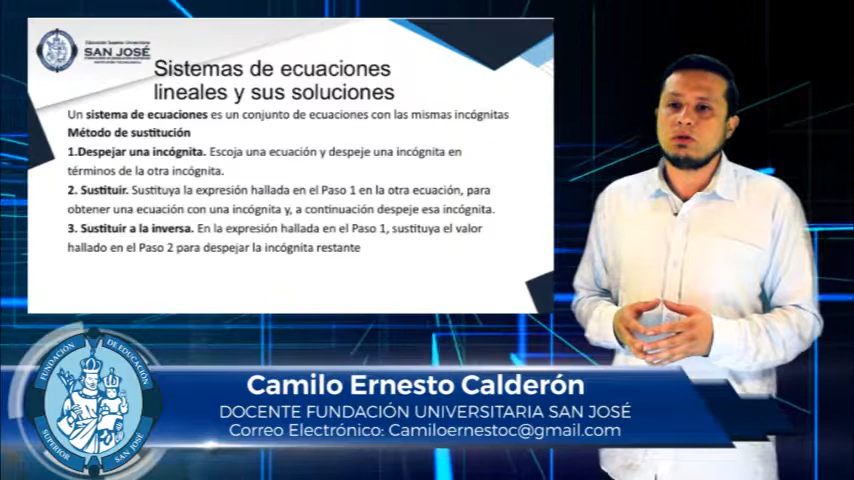 Educación Superior Universitaria
SAN JOSÉ
Sistemas de ecuaciones
lineales y sus soluciones
Un sistema de ecuaciones es un conjunto de ecuaciones con las mismas incógnitas
Método de sustitución
1.Despejar una incógnita. Escoja una ecuación y despeje una incógnita en
términos de la otra incógnita.
2. Sustituir. Sustituya la expresión hallada en el Paso 1 en la otra ecuación, para
obtener una ecuación con una incógnita y, a continuación despeje esa incógnita.
3. Sustituir a la inversa. En la expresión hallada en el Paso 1, sustituya el valor
hallado en el Paso 2 para despejar la incógnita restante
FUNDACIÓN DE EDUCACIÓN
SUPERIOR SAN JOSÉ
Camilo Ernesto Calderón
DOCENTE FUNDACIÓN UNIVERSITARIA SAN JOSÉ
Correo Electrónico: Camiloernestoc@gmail.com